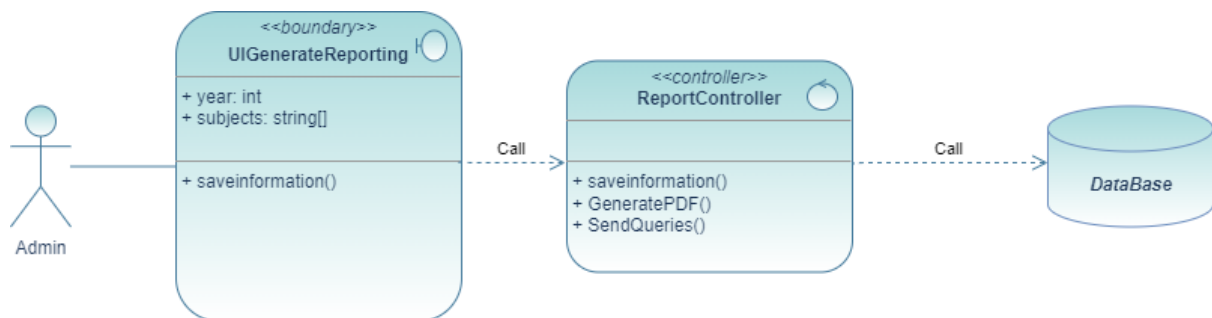 <<boundary>>
UIGenerateReporting
+ year: int
+ subjects: string[]
+ saveinformation()
Admin
Call
<<controller>>
ReportController
+ saveinformation()
+ GeneratePDF()
+ SendQueries()
Call
DataBase